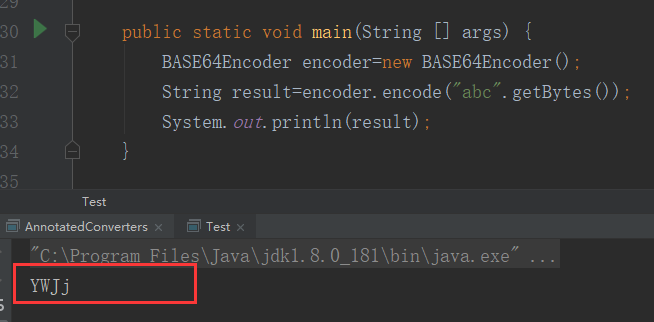 29
30 public static void main(String [] args) {
31 BASE64Encoder encoder=new BASE64Encoder();
32 String result=encoder.encode("abc".getBytes());
33 System.out.println(result);
34 }
35
Test
AnnotatedConverters × Test ×
"C:\Program Files\Java\jdk1.8.0_181\bin\java.exe" ...
YWJj